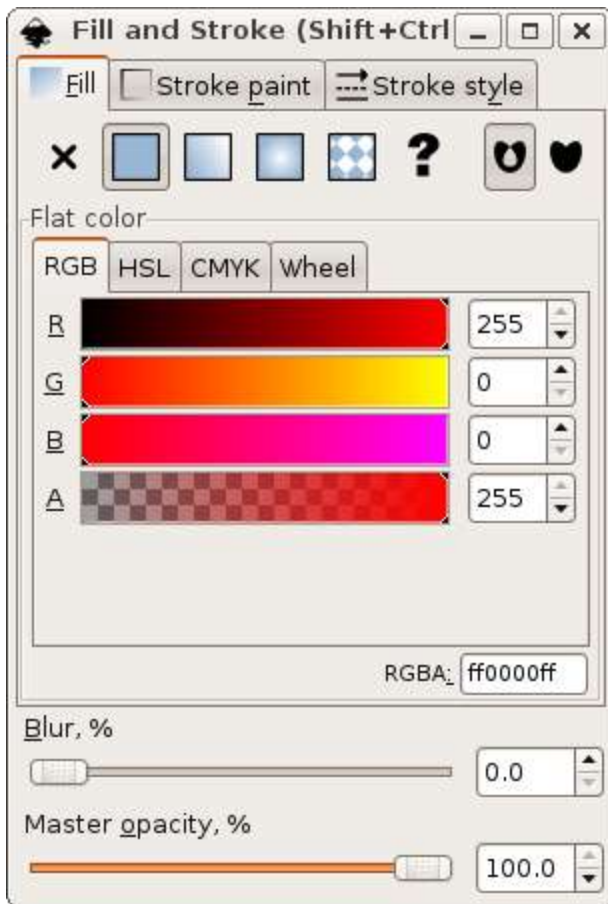 Fill and Stroke (Shift+Ctrl
Fill Stroke paint Stroke style
?
Flat color
RGB HSL CMYK Wheel
R 255
G 0
B 0
A 255
RGBA: ff0000ff
Blur, %
0.0
Master opacity, %
100.0